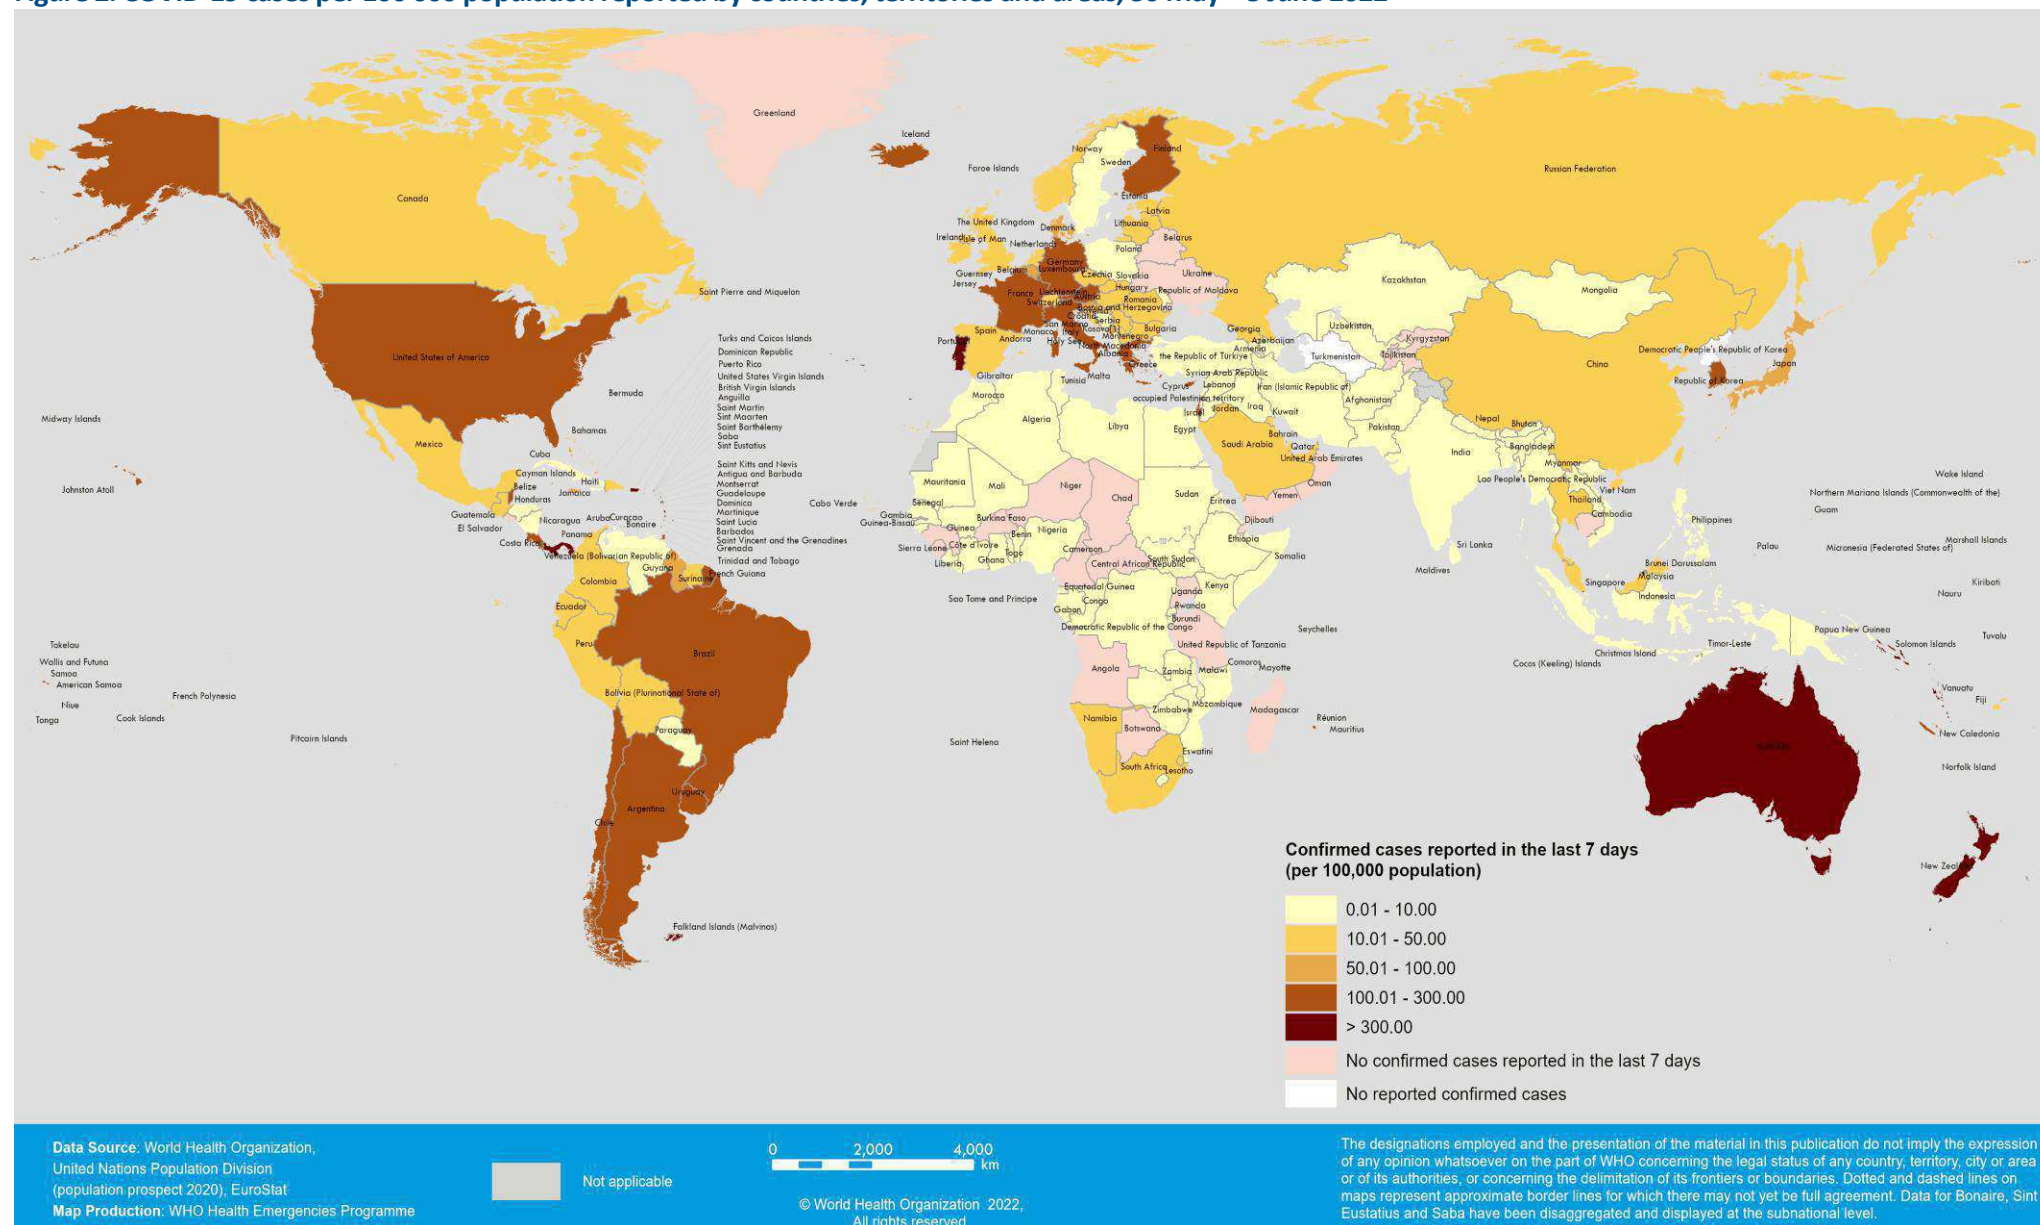 Greenland
Iceland
Faroe Islands
Norway
Sweden
Finland
Russian Federation
Canada
Estonia
Latvia
The United Kingdom
Denmark
Lithuania
Ireland
Isle of Man
Netherlands
Belarus
Poland
Germany
Guernsey
Belgium
Luxembourg
Czechia
Slovakia
Ukraine
Kazakhstan
Jersey
Saint Pierre and Miquelon
France
Liechtenstein
Austria
Hungary
Republic of Moldova
Mongolia
Switzerland
Slovenia
Romania
Bosnia and Herzegovina
Croatia
Serbia
San Marino
Monaco
Italy
Kosovo[1]
Bulgaria
Spain
Andorra
Holy See
Montenegro
North Macedonia
Albania
Greece
Georgia
Azerbaijan
Armenia
Uzbekistan
Kyrgyzstan
Turkmenistan
Tajikistan
China
Democratic People's Republic of Korea
Japan
Republic of Korea
United States of America
Turks and Caicos Islands
Dominican Republic
Puerto Rico
United States Virgin Islands
British Virgin Islands
Anguilla
Saint Martin
Sint Maarten
Saint Barthélemy
Saba
Sint Eustatius
Saint Kitts and Nevis
Antigua and Barbuda
Montserrat
Guadeloupe
Dominica
Martinique
Saint Lucia
Barbados
Saint Vincent and the Grenadines
Grenada
Trinidad and Tobago
French Guiana
Bermuda
Portugal
Gibraltar
Tunisia
Malta
the Republic of Türkiye
Syrian Arab Republic
Cyprus
Lebanon
Iran (Islamic Republic of)
occupied Palestinian territory
Israel
Jordan
Iraq
Kuwait
Afghanistan
Pakistan
Nepal
Bhutan
Bangladesh
India
Myanmar
Lao People's Democratic Republic
Viet Nam
Thailand
Cambodia
Philippines
Midway Islands
Johnston Atoll
Mexico
Bahamas
Cuba
Cayman Islands
Haiti
Belize
Jamaica
Honduras
Guatemala
El Salvador
Nicaragua
Aruba
Curaçao
Bonaire
Costa Rica
Panama
Venezuela (Bolivarian Republic of)
Guyana
Suriname
Colombia
Ecuador
Peru
Brazil
Bolivia (Plurinational State of)
Paraguay
Uruguay
Argentina
Chile
Falkland Islands (Malvinas)
Morocco
Algeria
Libya
Egypt
Saudi Arabia
Bahrain
Qatar
United Arab Emirates
Oman
Yemen
Cabo Verde
Mauritania
Mali
Niger
Chad
Sudan
Eritrea
Senegal
Gambia
Guinea-Bissau
Guinea
Burkina Faso
Benin
Nigeria
Djibouti
Ethiopia
Somalia
Sierra Leone
Côte d'Ivoire
Togo
Ghana
Liberia
Cameroon
Central African Republic
South Sudan
Equatorial Guinea
Uganda
Kenya
Sao Tome and Principe
Gabon
Congo
Rwanda
Burundi
Democratic Republic of the Congo
United Republic of Tanzania
Seychelles
Angola
Zambia
Malawi
Comoros
Mayotte
Zimbabwe
Mozambique
Madagascar
Namibia
Botswana
Réunion
Mauritius
Saint Helena
Eswatini
South Africa
Lesotho
Sri Lanka
Maldives
Brunei Darussalam
Malaysia
Singapore
Indonesia
Palau
Wake Island
Northern Mariana Islands (Commonwealth of the)
Guam
Marshall Islands
Micronesia (Federated States of)
Kiribati
Nauru
Papua New Guinea
Tuvalu
Solomon Islands
Timor-Leste
Christmas Island
Cocos (Keeling) Islands
Vanuatu
Fiji
New Caledonia
Norfolk Island
Australia
New Zealand
Tokelau
Wallis and Futuna
Samoa
American Samoa
Niue
Tonga
Cook Islands
French Polynesia
Pitcairn Islands
Confirmed cases reported in the last 7 days
(per 100,000 population)
0.01 - 10.00
10.01 - 50.00
50.01 - 100.00
100.01 - 300.00
> 300.00
No confirmed cases reported in the last 7 days
No reported confirmed cases
Data Source: World Health Organization,
United Nations Population Division
(population prospect 2020), EuroStat
Map Production: WHO Health Emergencies Programme
Not applicable
0 2,000 4,000
km
© World Health Organization 2022,
All rights reserved
The designations employed and the presentation of the material in this publication do not imply the expression
of any opinion whatsoever on the part of WHO concerning the legal status of any country, territory, city or area
or of its authorities, or concerning the delimitation of its frontiers or boundaries. Dotted and dashed lines on
maps represent approximate border lines for which there may not yet be full agreement. Data for Bonaire, Sint
Eustatius and Saba have been disaggregated and displayed at the subnational level.